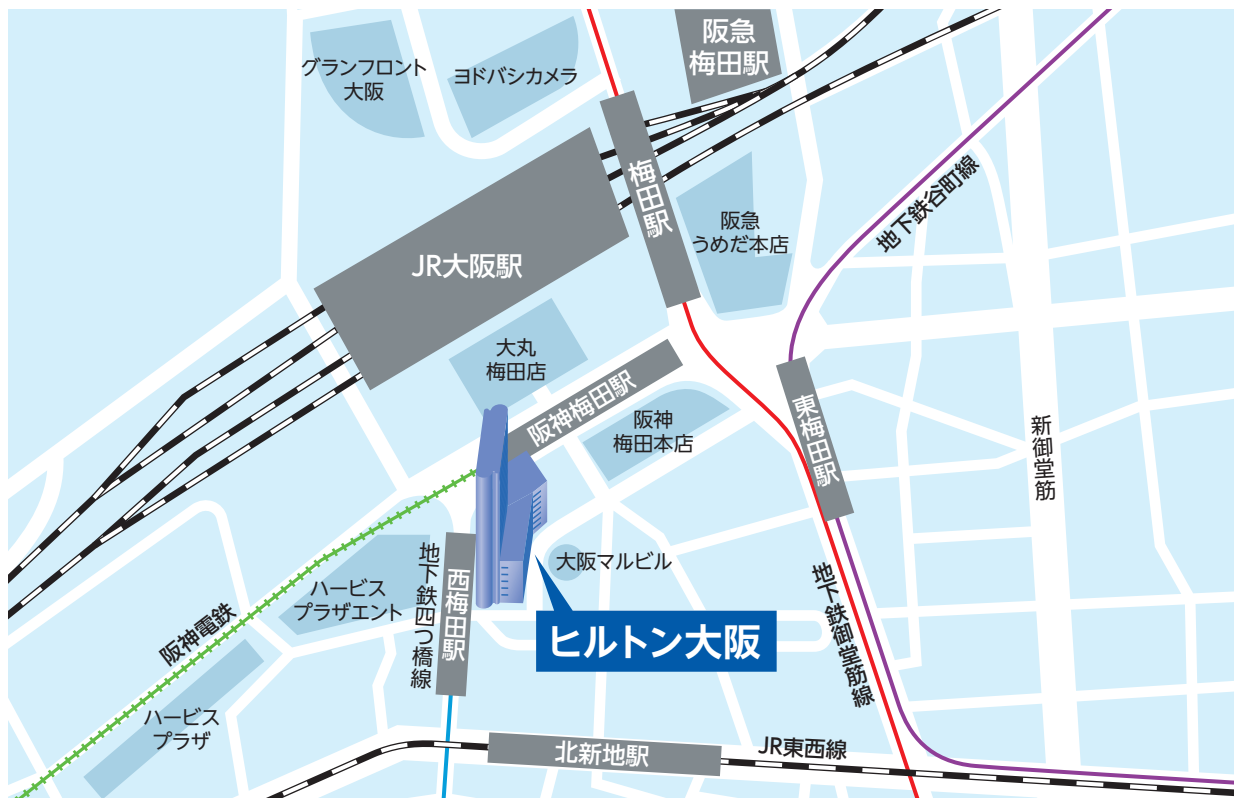 阪急
梅田駅
グランフロント
大阪
ヨドバシカメラ
梅田駅
地下鉄谷町線
阪急
うめだ本店
JR大阪駅
大丸
梅田店
阪神梅田駅
阪神
梅田本店
東梅田駅
新御堂筋
大阪マルビル
地下鉄四つ橋線
西梅田駅
ハービス
プラザエント
阪神電鉄
ヒルトン大阪
地下鉄御堂筋線
ハービス
プラザ
北新地駅
JR東西線